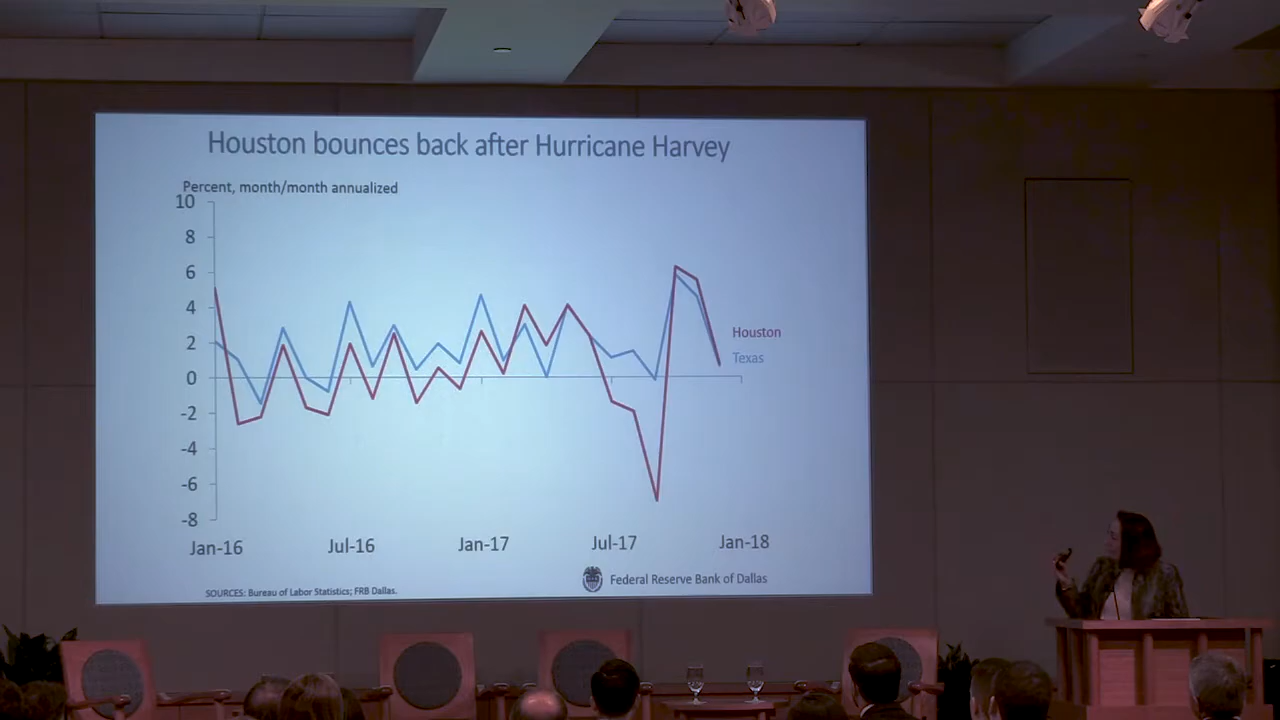 Houston bounces back after Hurricane Harvey
Percent, month/month annualized
10
8
6
4
2
0
-2
-4
-6
-8
Houston
Texas
Jan-16 Jul-16 Jan-17 Jul-17 Jan-18
Federal Reserve Bank of Dallas
SOURCES: Bureau of Labor Statistics; FRB Dallas.